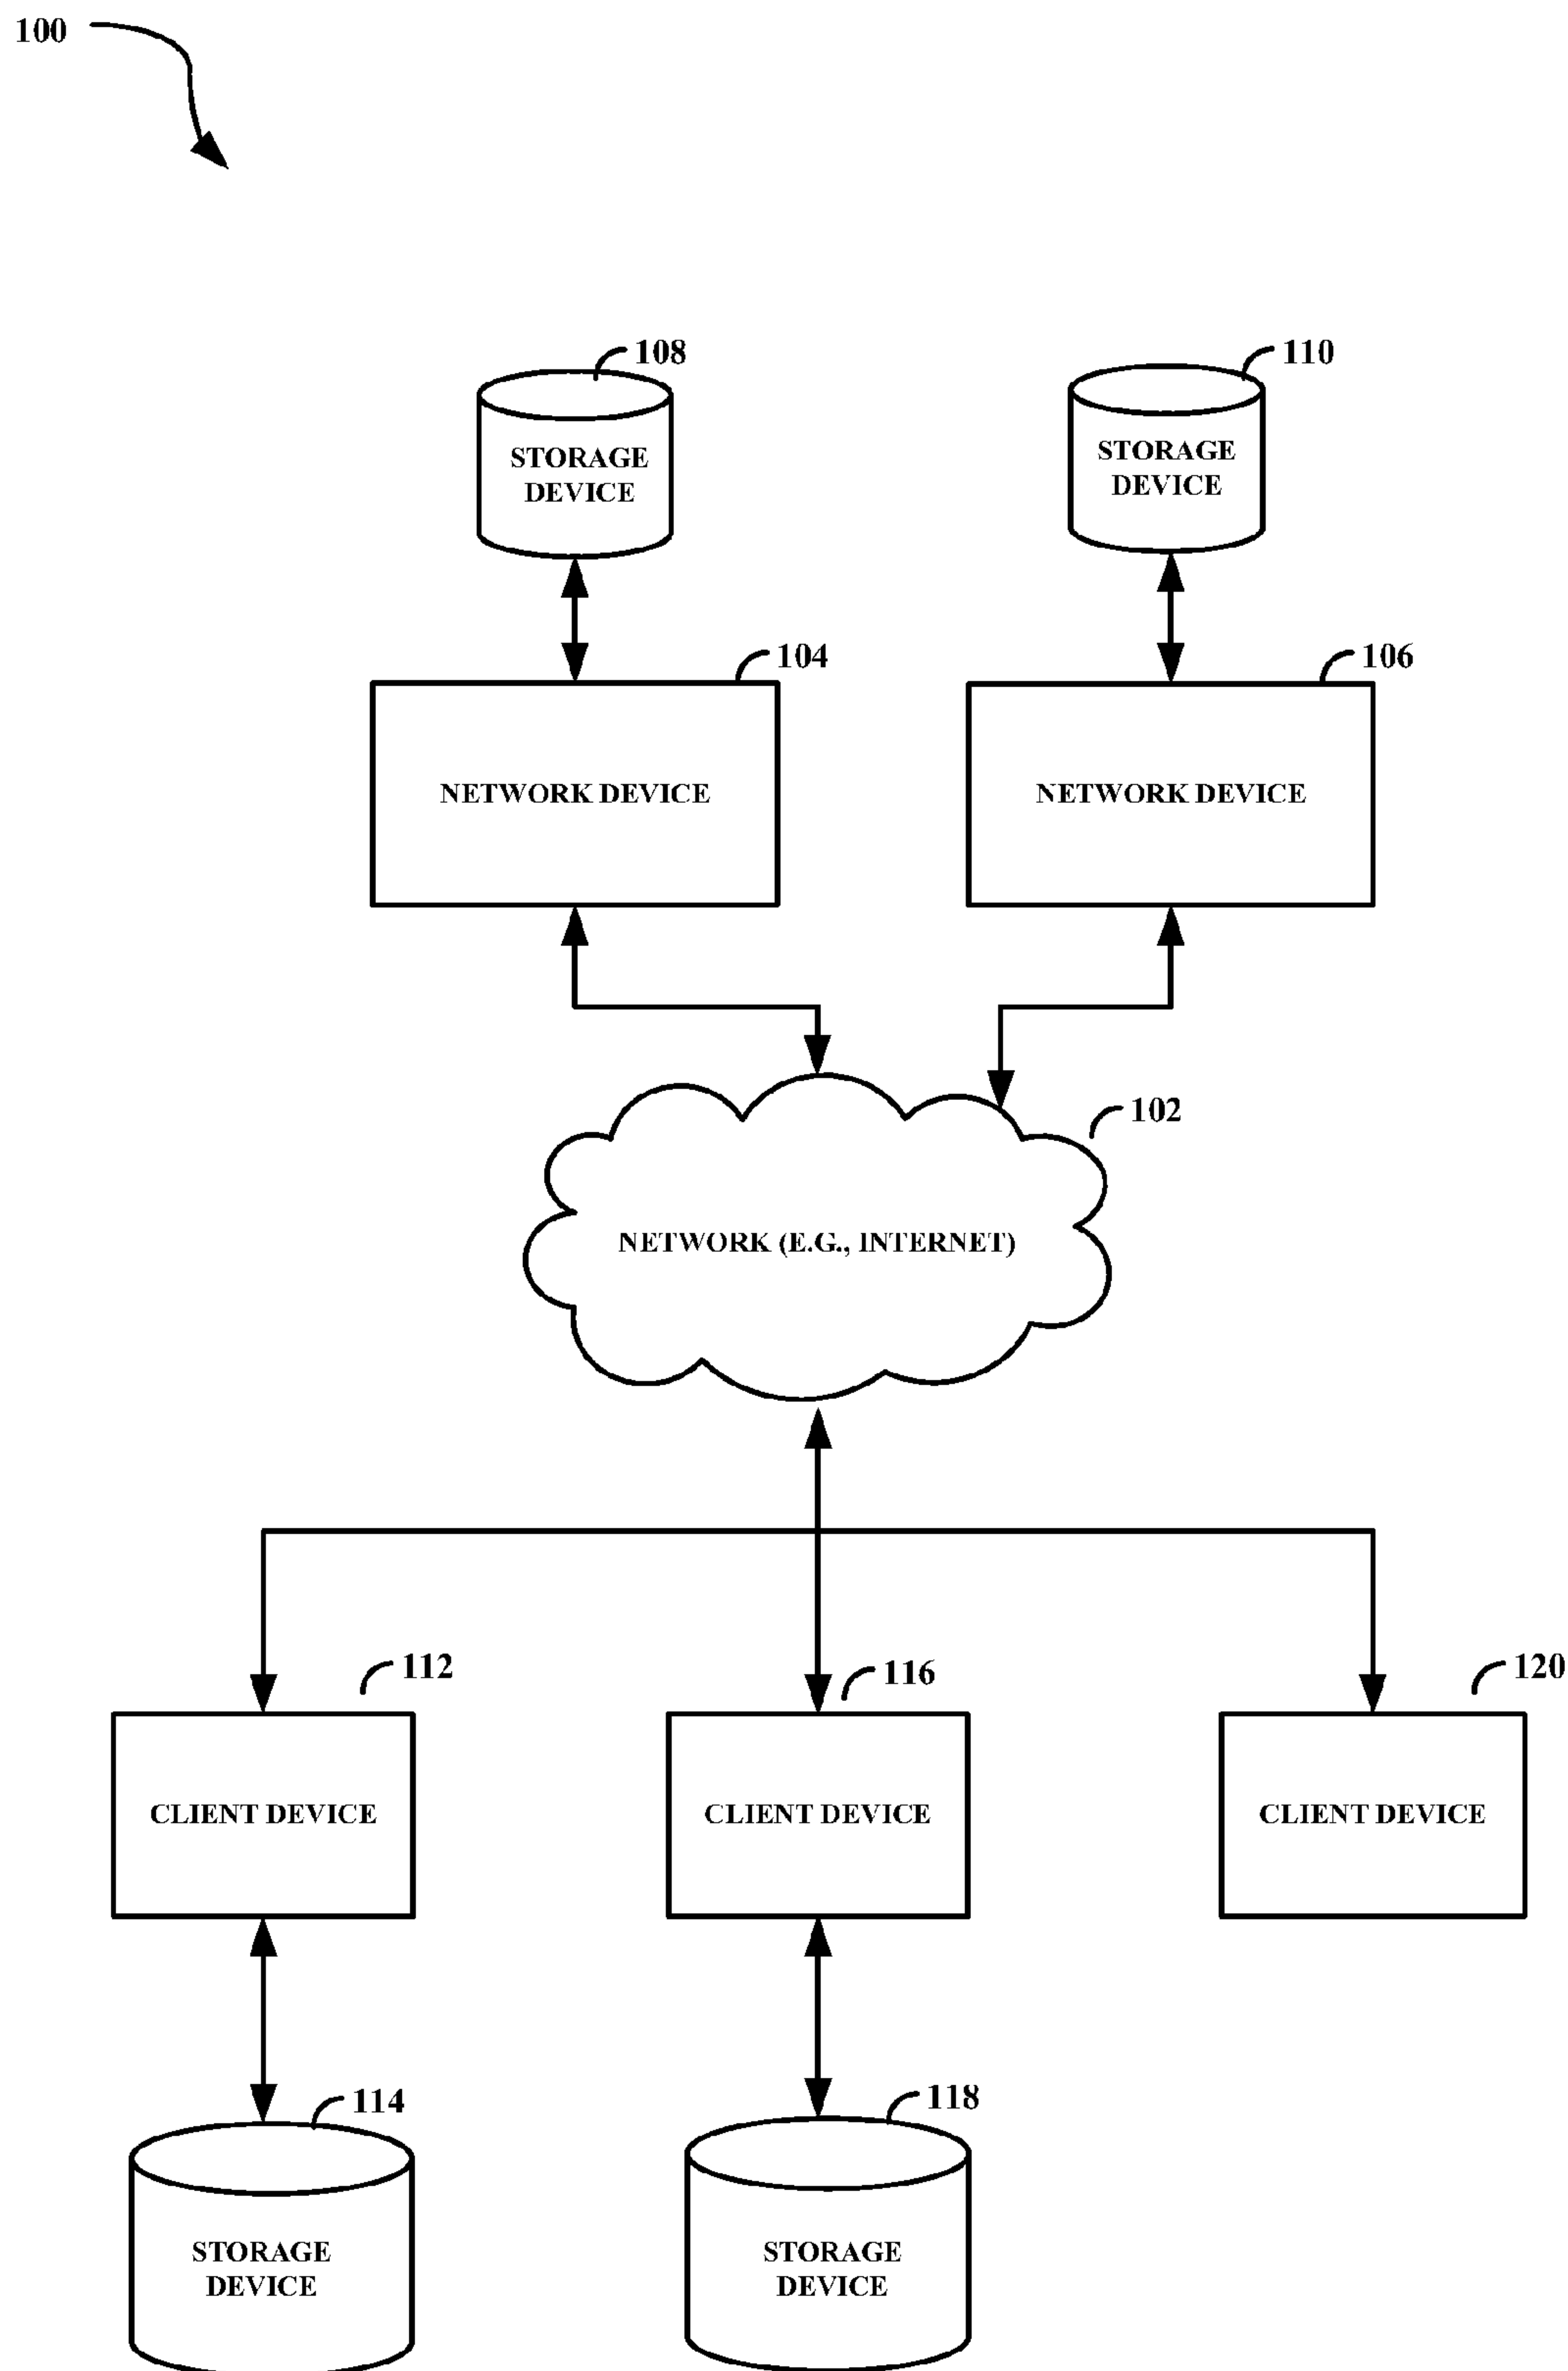 100
108
110
STORAGE
DEVICE
STORAGE
DEVICE
104
106
NETWORK DEVICE
NETWORK DEVICE
102
NETWORK (E.G., INTERNET)
112
116
120
CLIENT DEVICE
CLIENT DEVICE
CLIENT DEVICE
114
118
STORAGE
DEVICE
STORAGE
DEVICE